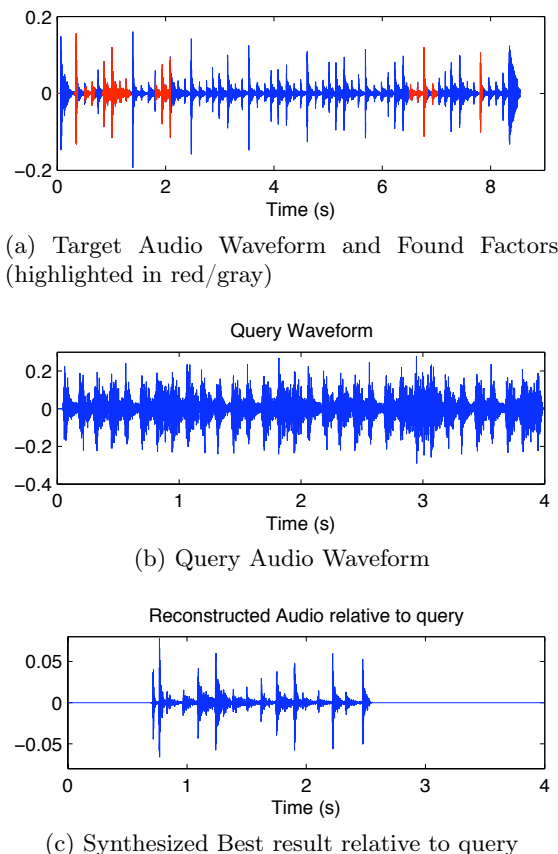 0.2
0
−0.2
0 2 4 6 8
Time (s)
(a) Target Audio Waveform and Found Factors
(highlighted in red/gray)
Query Waveform
0.2
0
−0.2
−0.4
0 1 2 3 4
Time (s)
(b) Query Audio Waveform
Reconstructed Audio relative to query
0.05
0
−0.05
0 1 2 3 4
Time (s)
(c) Synthesized Best result relative to query